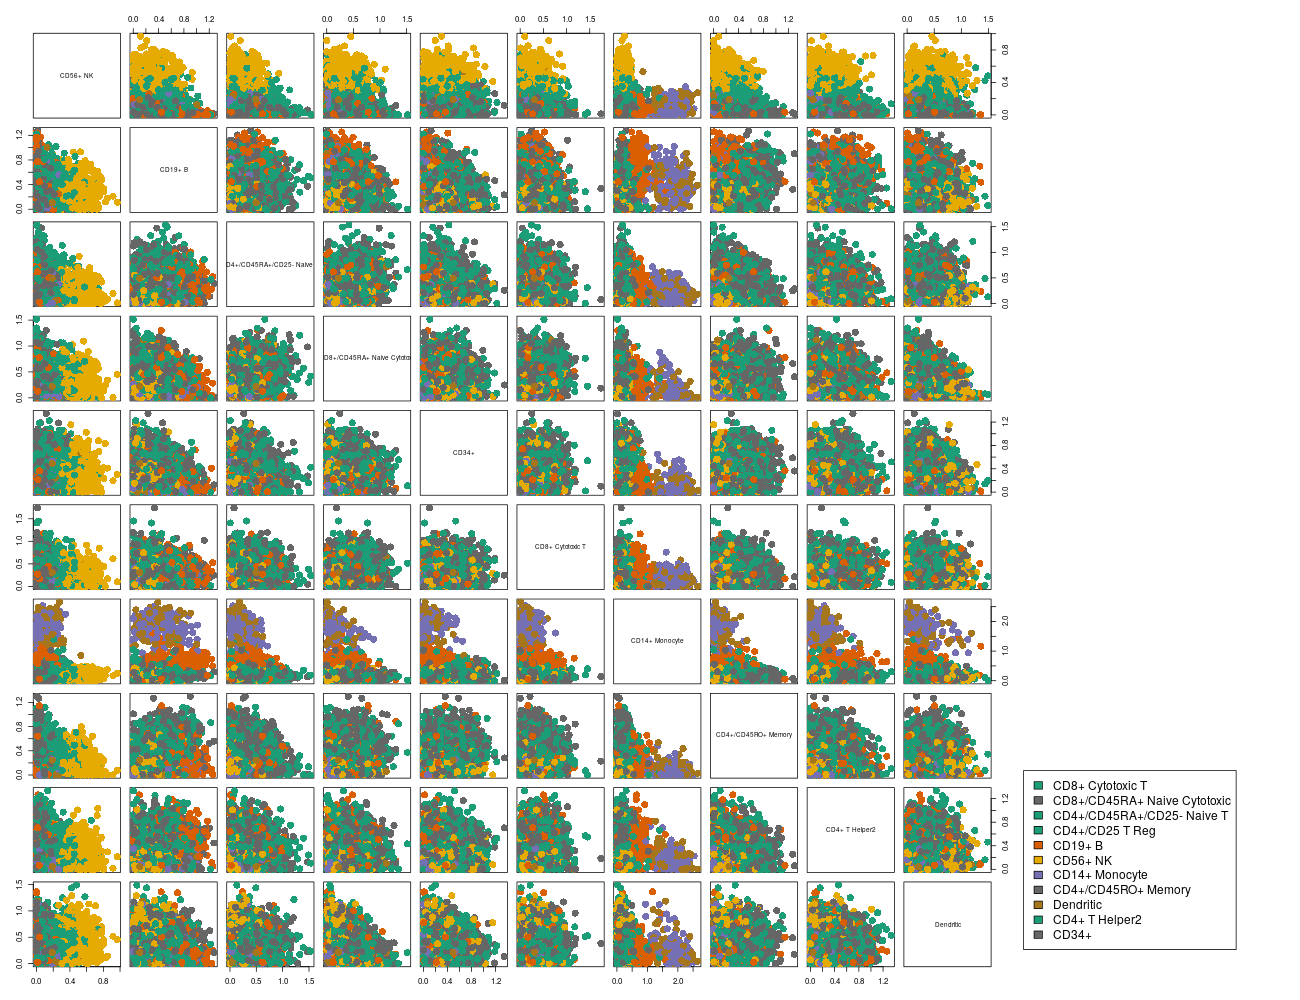 0.0 0.4 0.8 1.2
0.0 0.5 1.0 1.5
0.0 0.5 1.0 1.5
0.0 0.4 0.8 1.2
0.0 0.5 1.0 1.5
CD56+ NK
0.0 0.4 0.8
0.0 0.4 0.8 1.2
CD19+ B
D4+/CD45RA+/CD25- Naive
0.0 0.5 1.0 1.5
0.0 0.5 1.0 1.5
D8+/CD45RA+ Naive Cytoto
CD34+
0.0 0.4 0.8 1.2
0.0 0.5 1.0 1.5
CD8+ Cytotoxic T
CD14+ Monocyte
0.0 1.0 2.0
0.0 0.4 0.8 1.2
CD4+/CD45RO+ Memory
CD4+ T Helper2
0.0 0.4 0.8 1.2
0.0 0.5 1.0 1.5
Dendritic
0.0 0.4 0.8
0.0 0.5 1.0 1.5
0.0 0.4 0.8 1.2
0.0 1.0 2.0
0.0 0.4 0.8 1.2
CD8+ Cytotoxic T
CD8+/CD45RA+ Naive Cytotoxic
CD4+/CD45RA+/CD25- Naive T
CD4+/CD25 T Reg
CD19+ B
CD56+ NK
CD14+ Monocyte
CD4+/CD45RO+ Memory
Dendritic
CD4+ T Helper2
CD34+